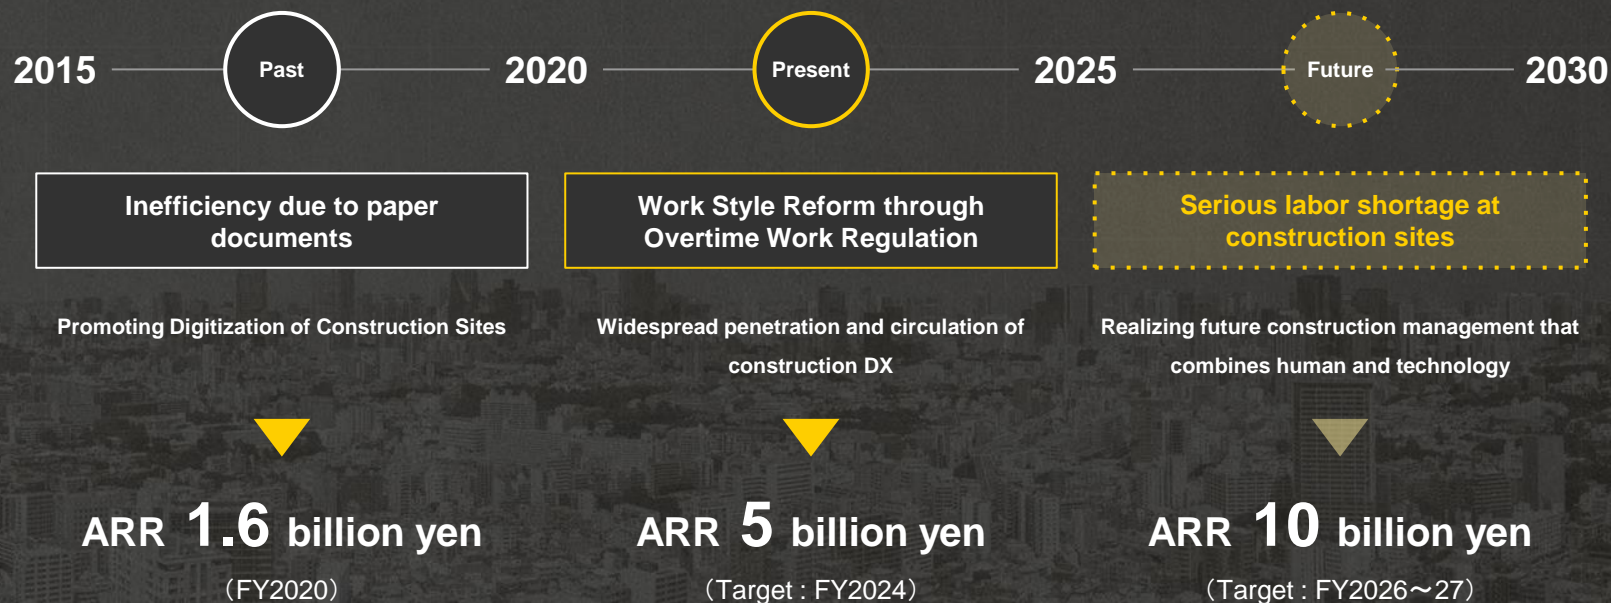 2015 Past 2020 Present 2025 Future 2030
Inefficiency due to paper
documents
Work Style Reform through
Overtime Work Regulation
Serious labor shortage at
construction sites
Promoting Digitization of Construction Sites
Widespread penetration and circulation of
construction DX
Realizing future construction management that
combines human and technology
ARR 1.6 billion yen
（FY2020）
ARR 5 billion yen
（Target : FY2024）
ARR 10 billion yen
（Target : FY2026～27）